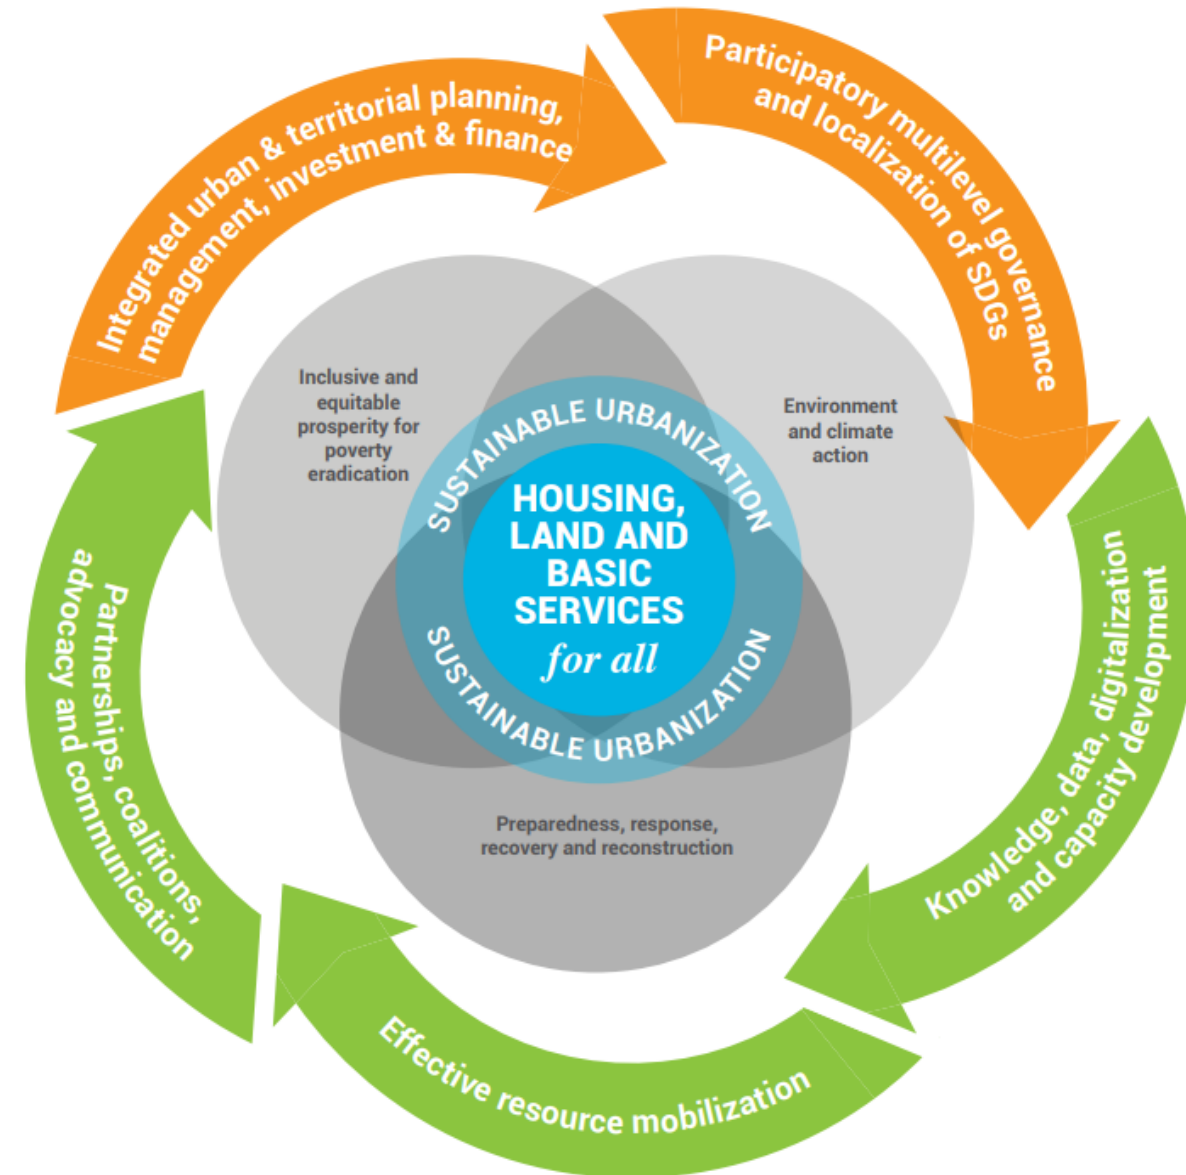 Integrated urban & territorial planning,
management, investment & finance
Participatory multilevel governance
and localization of SDGs
Inclusive and
equitable
prosperity for
poverty
eradication
Environment
and climate
action
SUSTAINABLE URBANIZATION
HOUSING,
LAND AND
BASIC
SERVICES
for all
SUSTAINABLE URBANIZATION
Preparedness, response,
recovery and reconstruction
Knowledge, data, digitalization
and capacity development
Effective resource mobilization
Partnerships, coalitions,
advocacy and communication